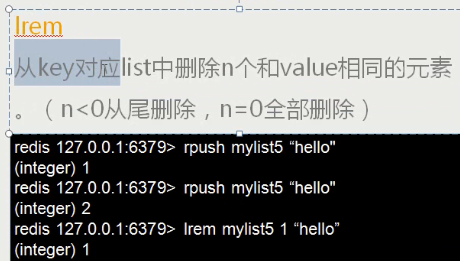 lrem
从key对应list中删除n个和value相同的元素
。（n<0从尾删除，n=0全部删除）
redis 127.0.0.1:6379> rpush mylist5 “hello"
(integer) 1
redis 127.0.0.1:6379> rpush mylist5 “hello"
(integer) 2
redis 127.0.0.1:6379> lrem mylist5 1 “hello”
(integer) 1